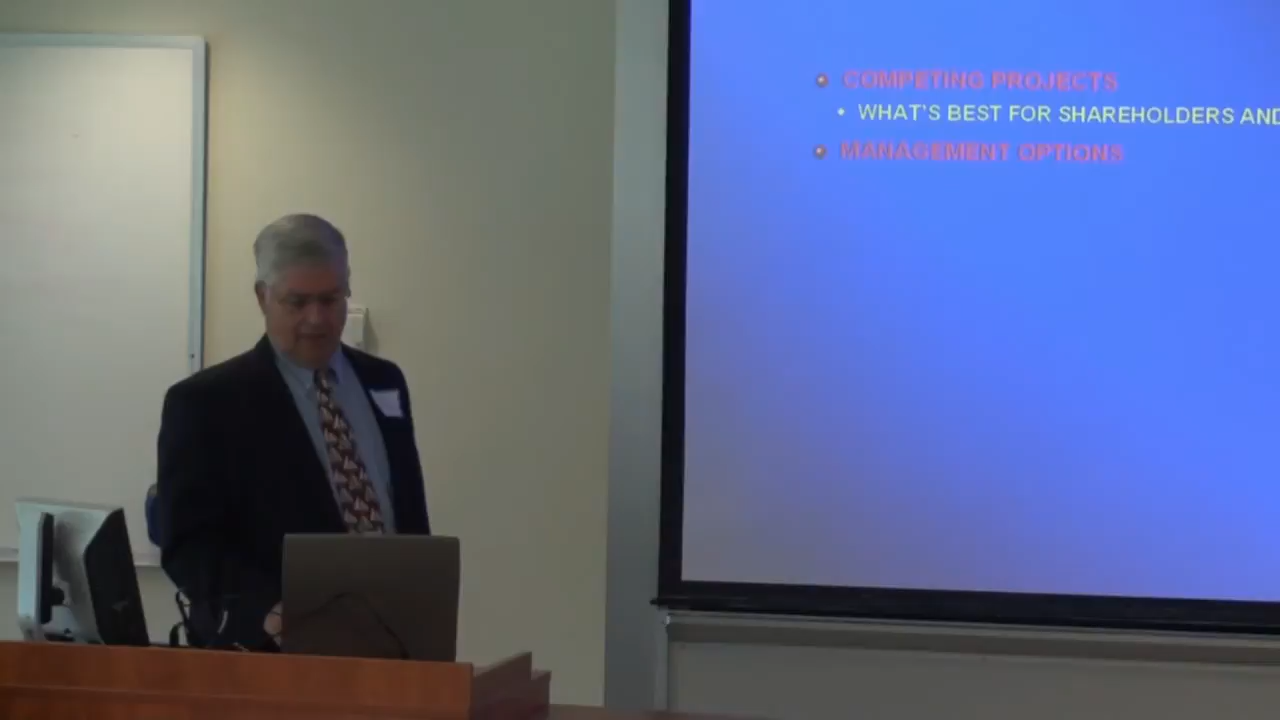 COMPETING PROJECTS
WHAT'S BEST FOR SHAREHOLDERS AND
MANAGEMENT OPTIONS